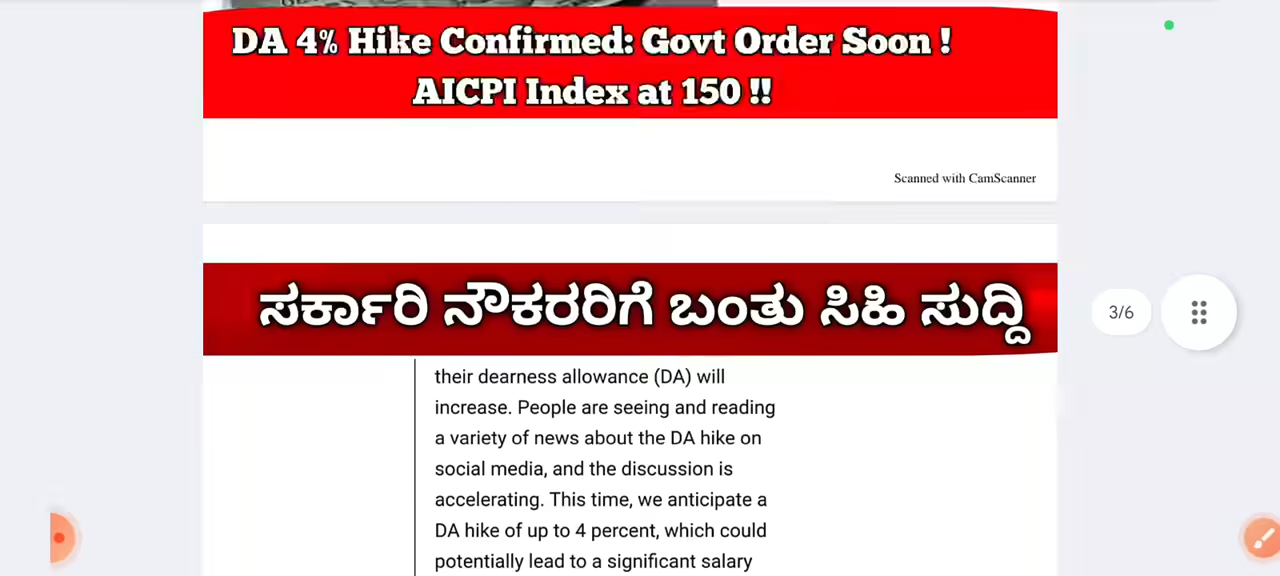 DA 4% Hike Confirmed: Govt Order Soon !
AICPI Index at 150 !!
Scanned with CamScanner
ಸರ್ಕಾರಿ ನೌಕರರಿಗೆ ಬಂತು ಸಿಹಿ ಸುದ್ದಿ
3/6
their dearness allowance (DA) will
increase. People are seeing and reading
a variety of news about the DA hike on
social media, and the discussion is
accelerating. This time, we anticipate a
DA hike of up to 4 percent, which could
potentially lead to a significant salary